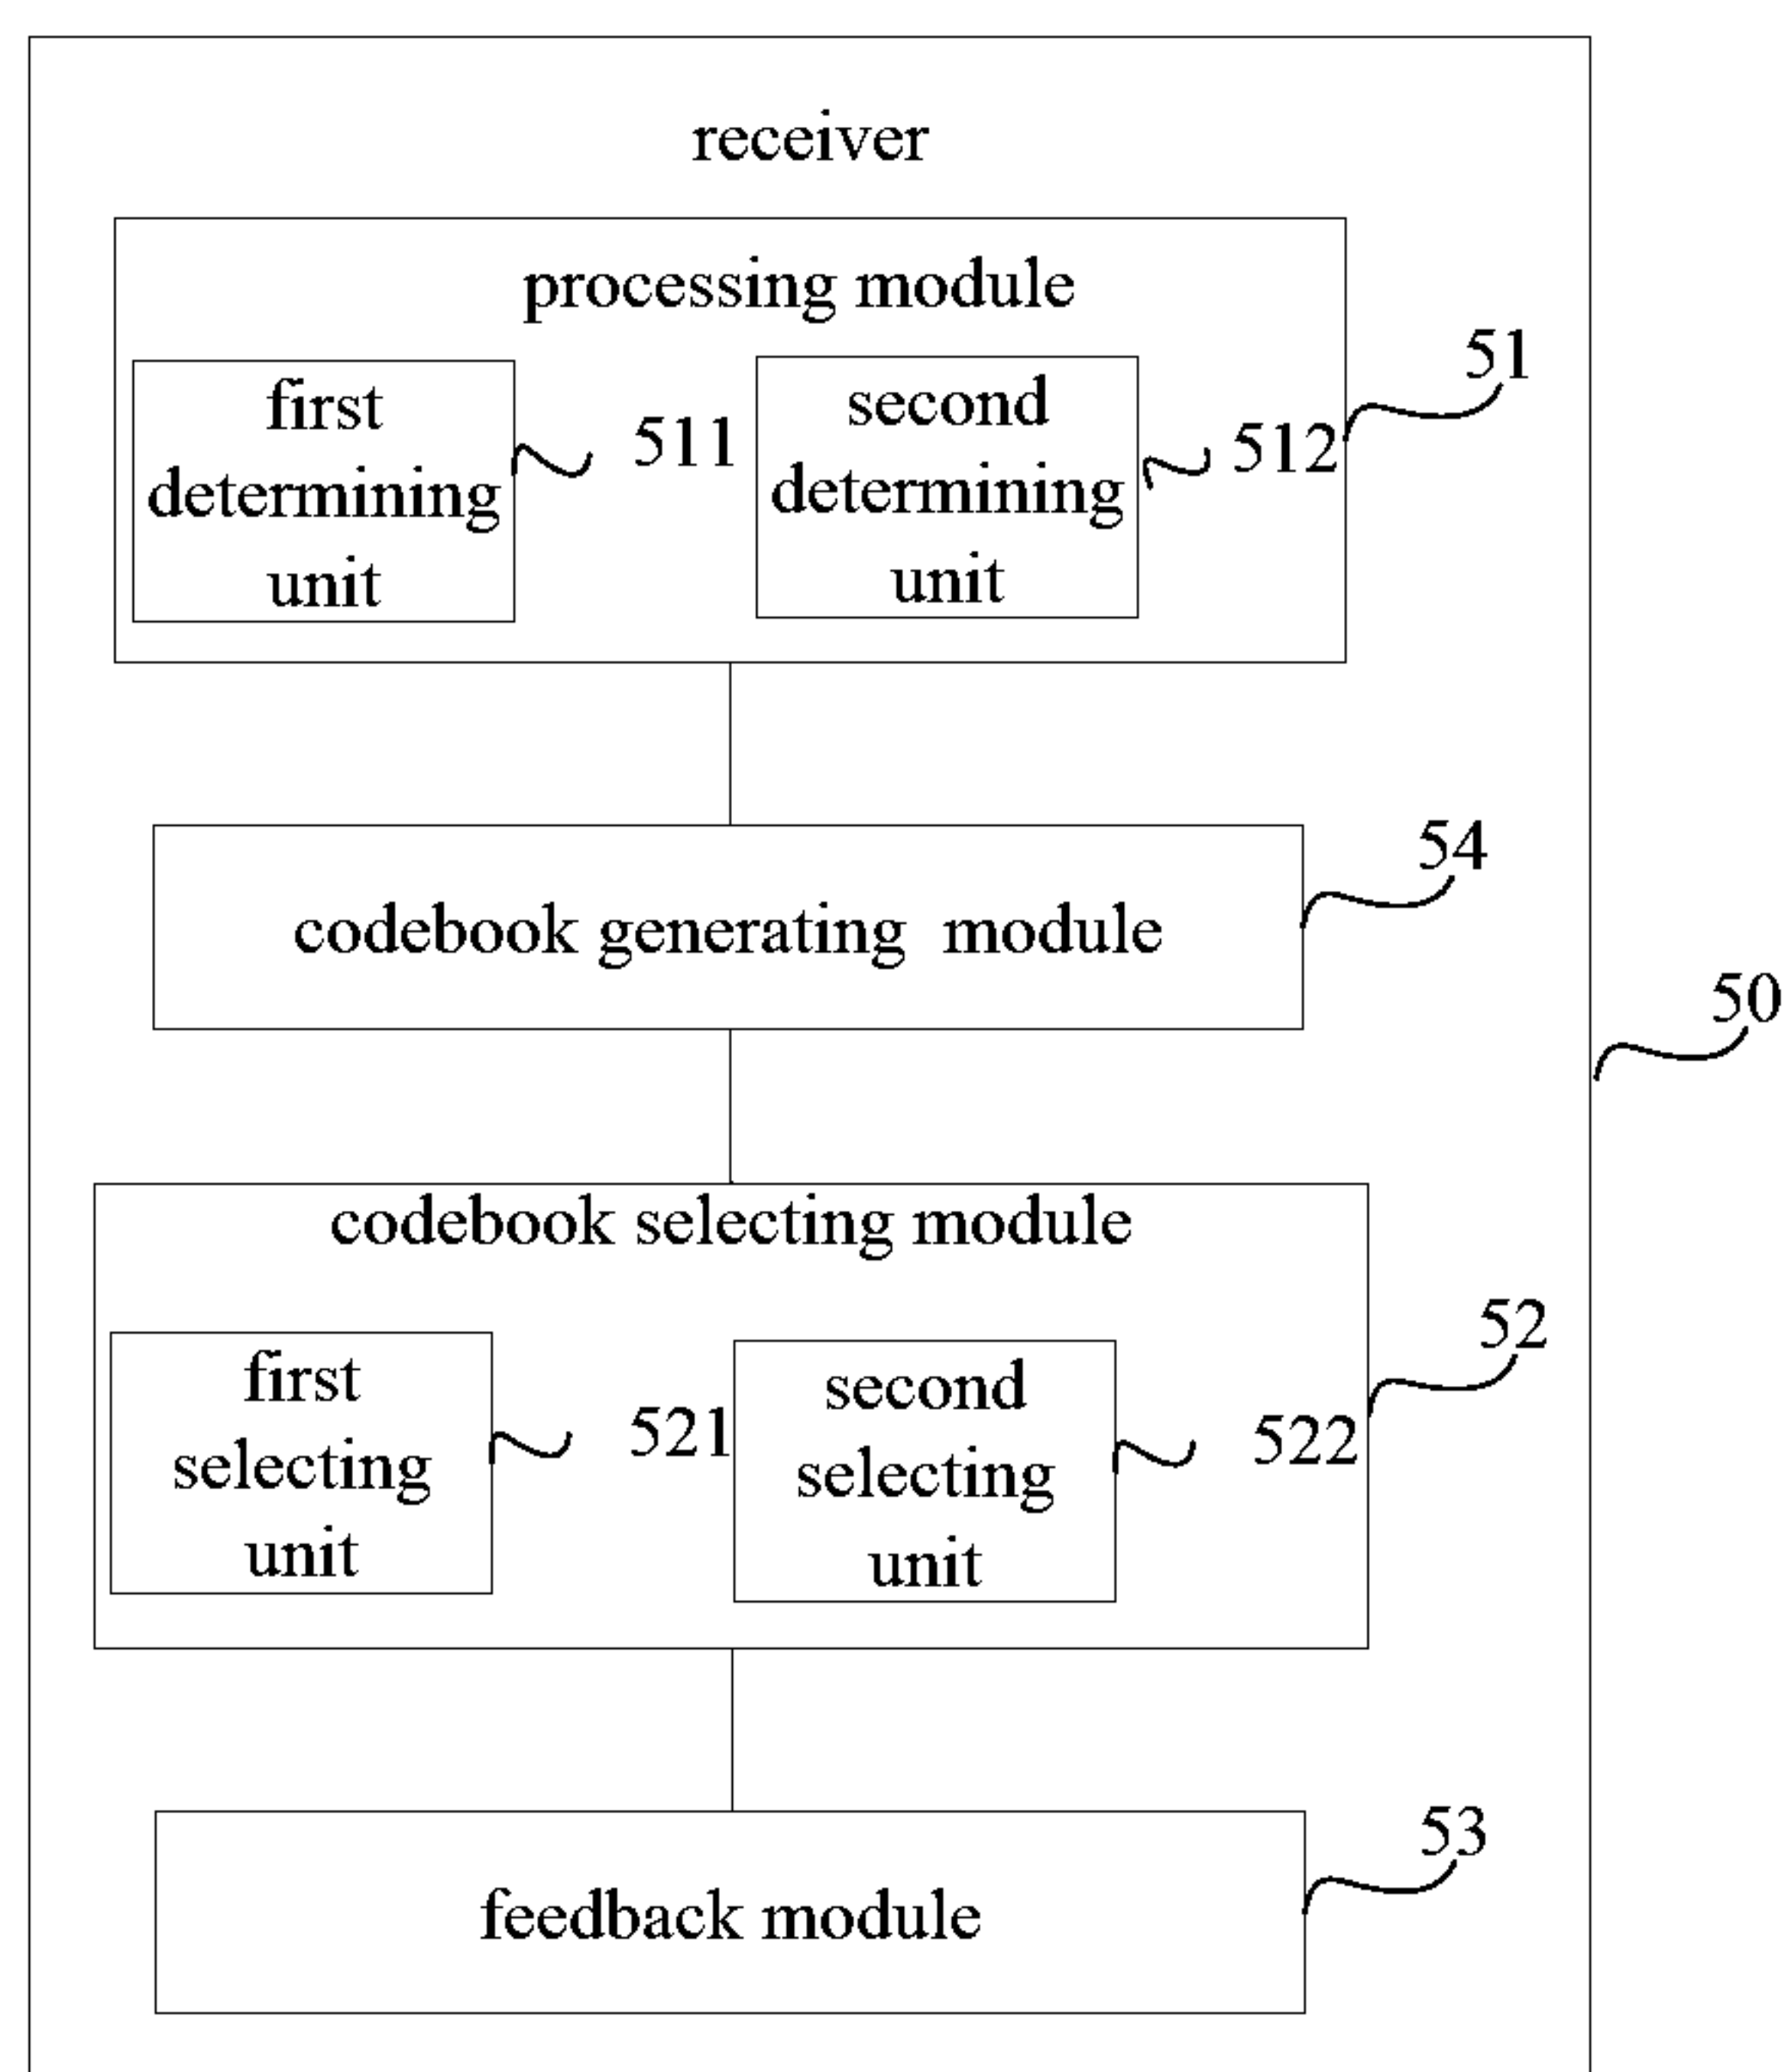 receiver
processing module
51
first
determining
unit
511
second
determining
unit
512
54
codebook generating module
50
codebook selecting module
52
first
selecting
unit
521
second
selecting
unit
522
53
feedback module